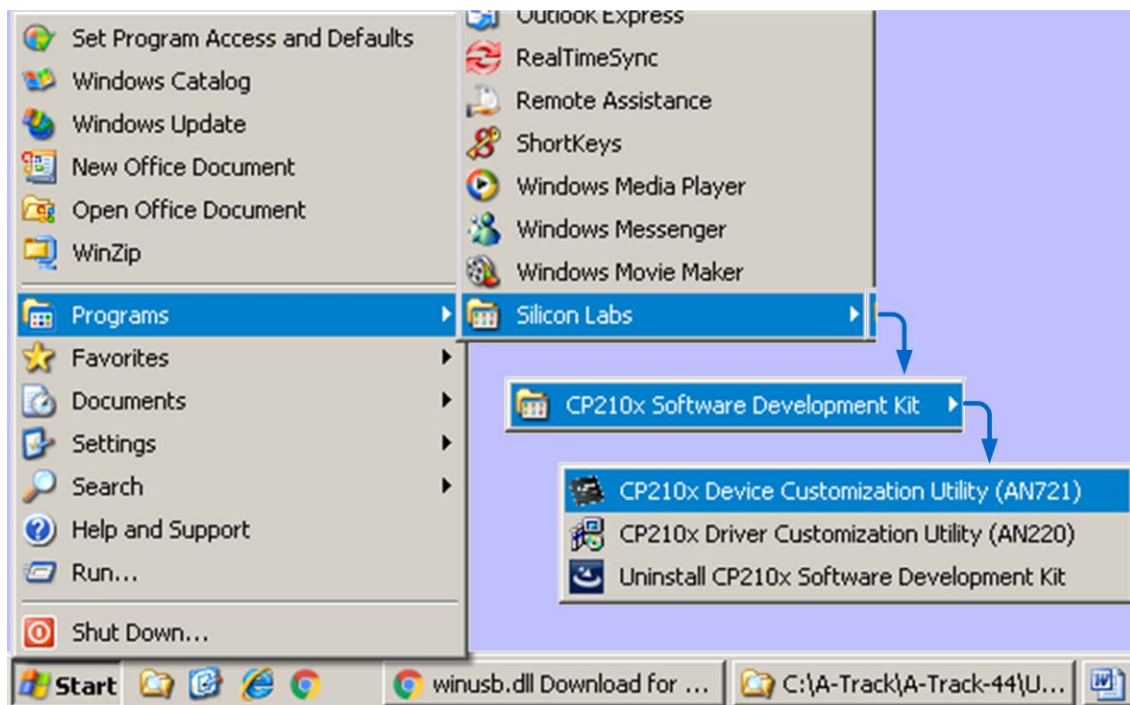 Set Program Access and Defaults
Windows Catalog
Windows Update
New Office Document
Open Office Document
WinZip
Programs
Favorites
Documents
Settings
Search
Help and Support
Run...
Shut Down...
Outlook Express
RealTimeSync
Remote Assistance
ShortKeys
Windows Media Player
Windows Messenger
Windows Movie Maker
Silicon Labs
CP210x Software Development Kit
CP210x Device Customization Utility (AN721)
CP210x Driver Customization Utility (AN220)
Uninstall CP210x Software Development Kit
Start
winusb.dll Download for ...
C:\A-Track\A-Track-44\U...